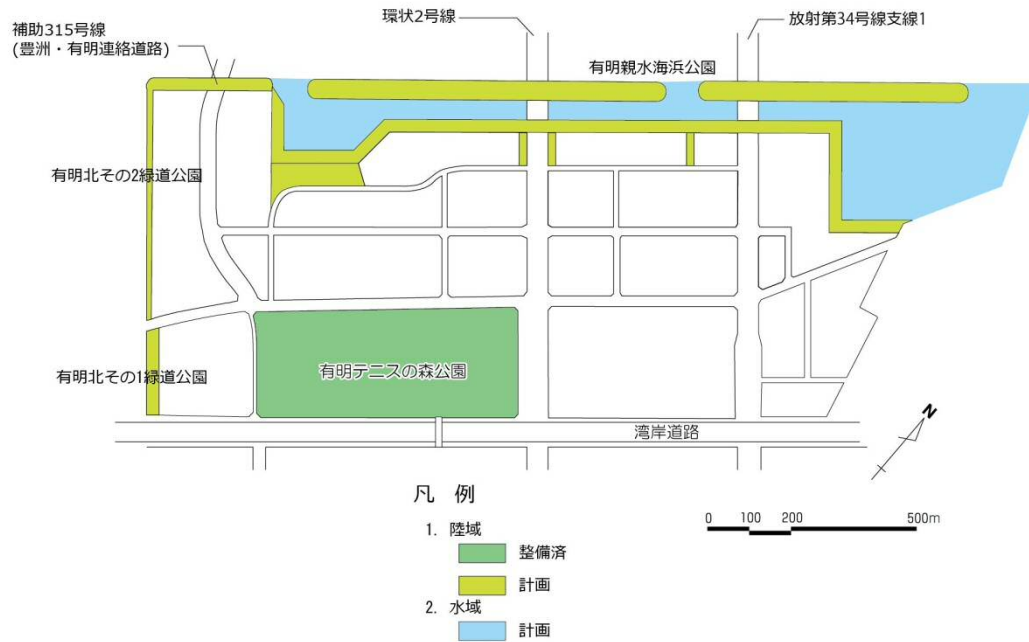 環状2号線
放射第34号線支線1
補助315号線
(豊洲・有明連絡道路)
有明親水海浜公園
有明北その2緑道公園
有明テニスの森公園
有明北その1緑道公園
湾岸道路
N
凡 例
1. 陸域
整備済
計画
2. 水域
計画
0 100 200 500m